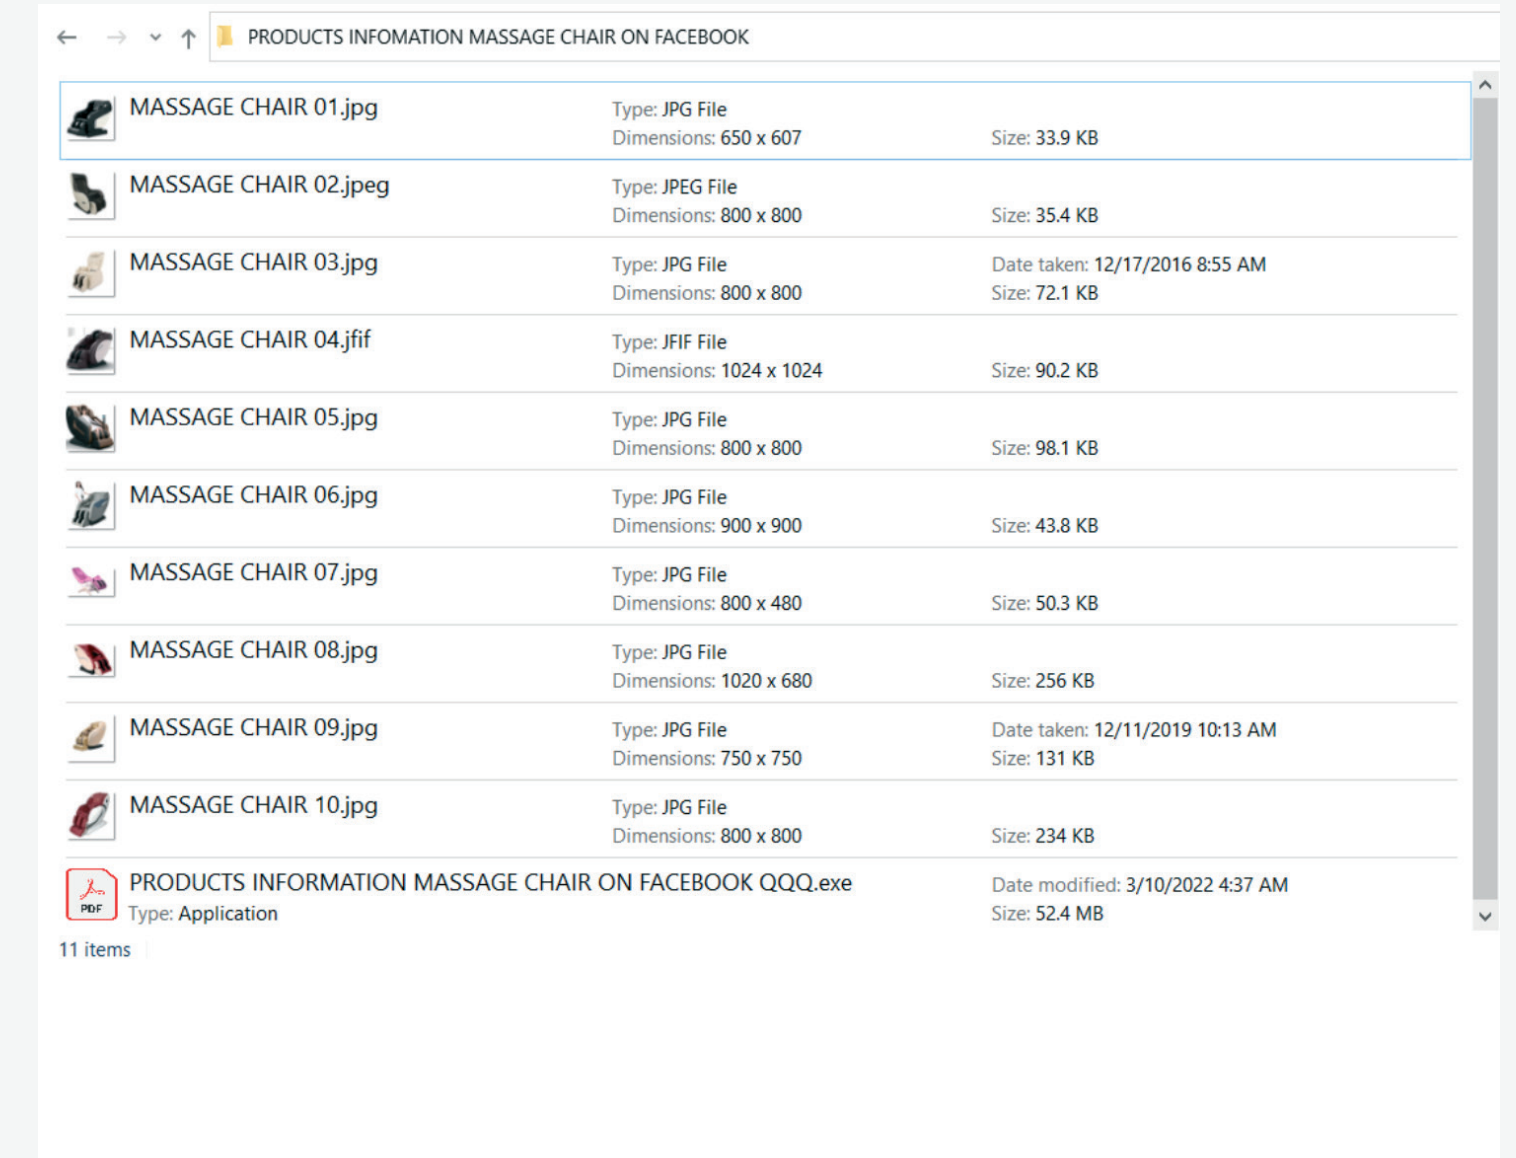 PRODUCTS INFOMATION MASSAGE CHAIR ON FACEBOOK
MASSAGE CHAIR 01.jpg
Type: JPG File
Dimensions: 650 x 607
Size: 33.9 KB
MASSAGE CHAIR 02.jpeg
Type: JPEG File
Dimensions: 800 x 800
Size: 35.4 KB
MASSAGE CHAIR 03.jpg
Type: JPG File
Dimensions: 800 x 800
Date taken: 12/17/2016 8:55 AM
Size: 72.1 KB
MASSAGE CHAIR 04.jfif
Type: JFIF File
Dimensions: 1024 x 1024
Size: 90.2 KB
MASSAGE CHAIR 05.jpg
Type: JPG File
Dimensions: 800 x 800
Size: 98.1 KB
MASSAGE CHAIR 06.jpg
Type: JPG File
Dimensions: 900 x 900
Size: 43.8 KB
MASSAGE CHAIR 07.jpg
Type: JPG File
Dimensions: 800 x 480
Size: 50.3 KB
MASSAGE CHAIR 08.jpg
Type: JPG File
Dimensions: 1020 x 680
Size: 256 KB
MASSAGE CHAIR 09.jpg
Type: JPG File
Dimensions: 750 x 750
Date taken: 12/11/2019 10:13 AM
Size: 131 KB
MASSAGE CHAIR 10.jpg
Type: JPG File
Dimensions: 800 x 800
Size: 234 KB
PDF
PRODUCTS INFORMATION MASSAGE CHAIR ON FACEBOOK QQQ.exe
Type: Application
Date modified: 3/10/2022 4:37 AM
Size: 52.4 MB
11 items